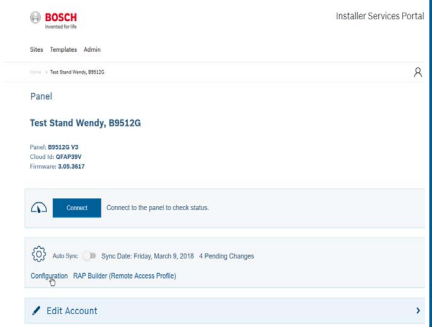 BOSCH
Invented for life
Installer Services Portal
Sites Templates Admin
Home > Test Stand Wendy, B9512G
Panel
Test Stand Wendy, B9512G
Panel: B9512G V3
Cloud Id: QFAP39V
Firmware: 3.05.3617
Connect Connect to the panel to check status.
Auto Sync Sync Date: Friday, March 9, 2018 4 Pending Changes
Configuration RAP Builder (Remote Access Profile)
Edit Account